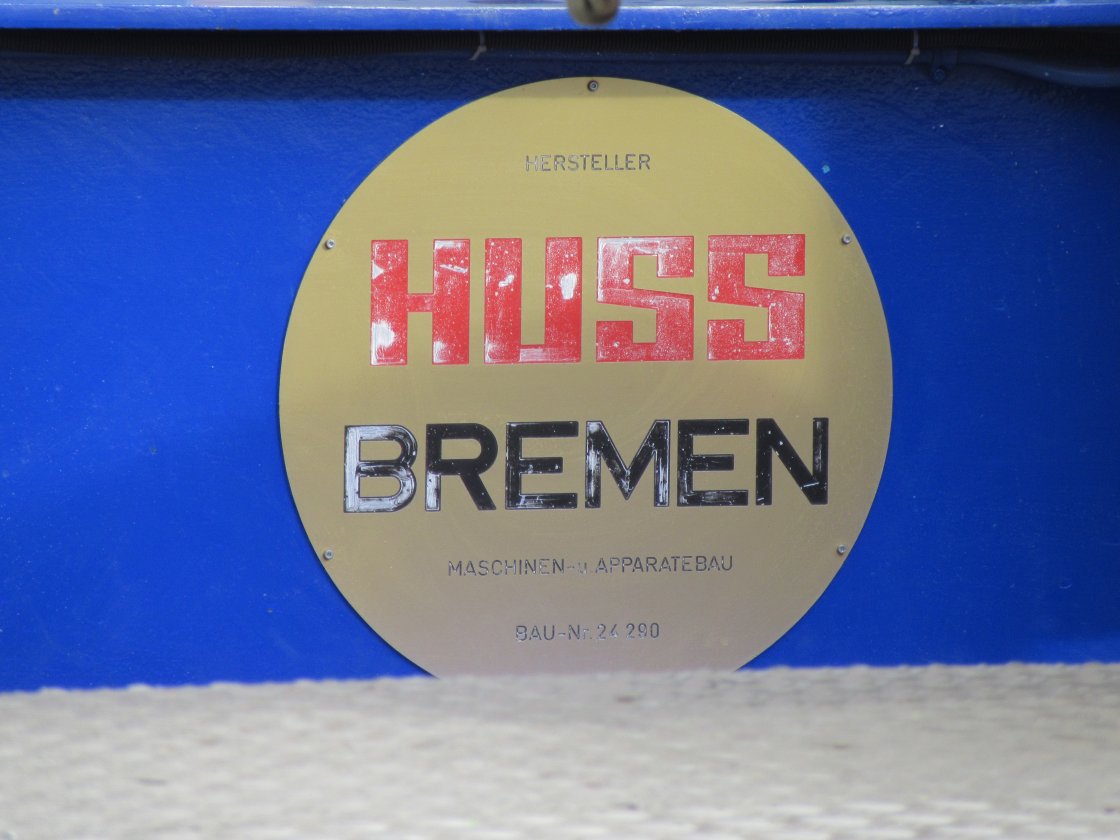 HERSTELLER
HUSS
BREMEN
MASCHINEN-u. APPARATEBAU
BAU-Nr. 24 290